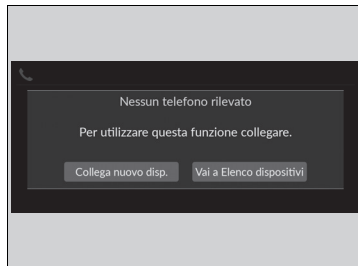 Nessun telefono rilevato
Per utilizzare questa funzione collegare.
Collega nuovo disp. Vai a Elenco dispositivi